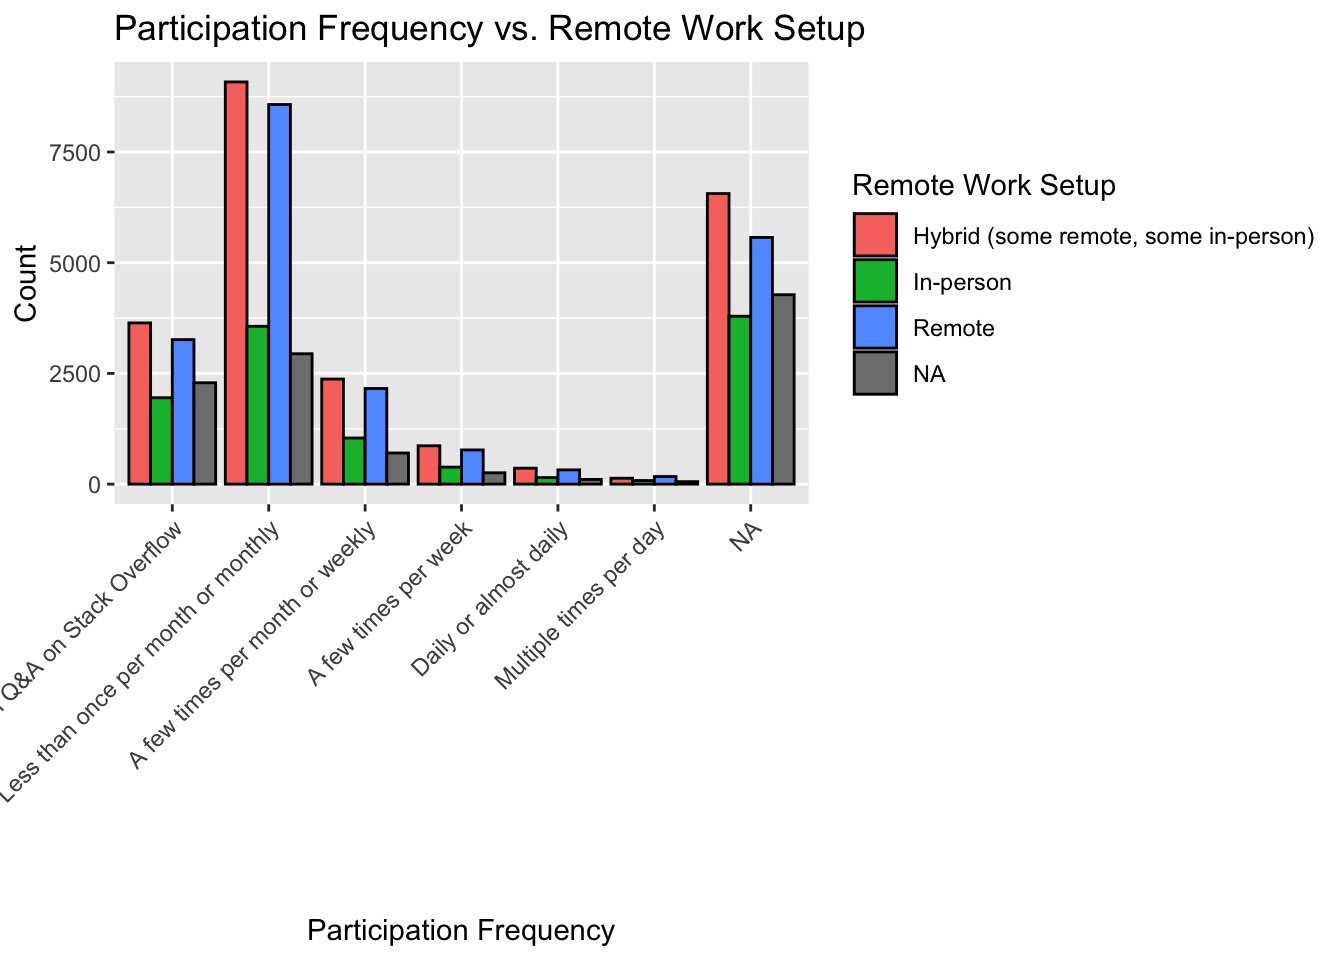 Participation Frequency vs. Remote Work Setup
Count
7500
5000
2500
0
Q&A on Stack Overflow
Less than once per month or monthly
A few times per month or weekly
A few times per week
Daily or almost daily
Multiple times per day
NA
Participation Frequency
Remote Work Setup
Hybrid (some remote, some in-person)
In-person
Remote
NA